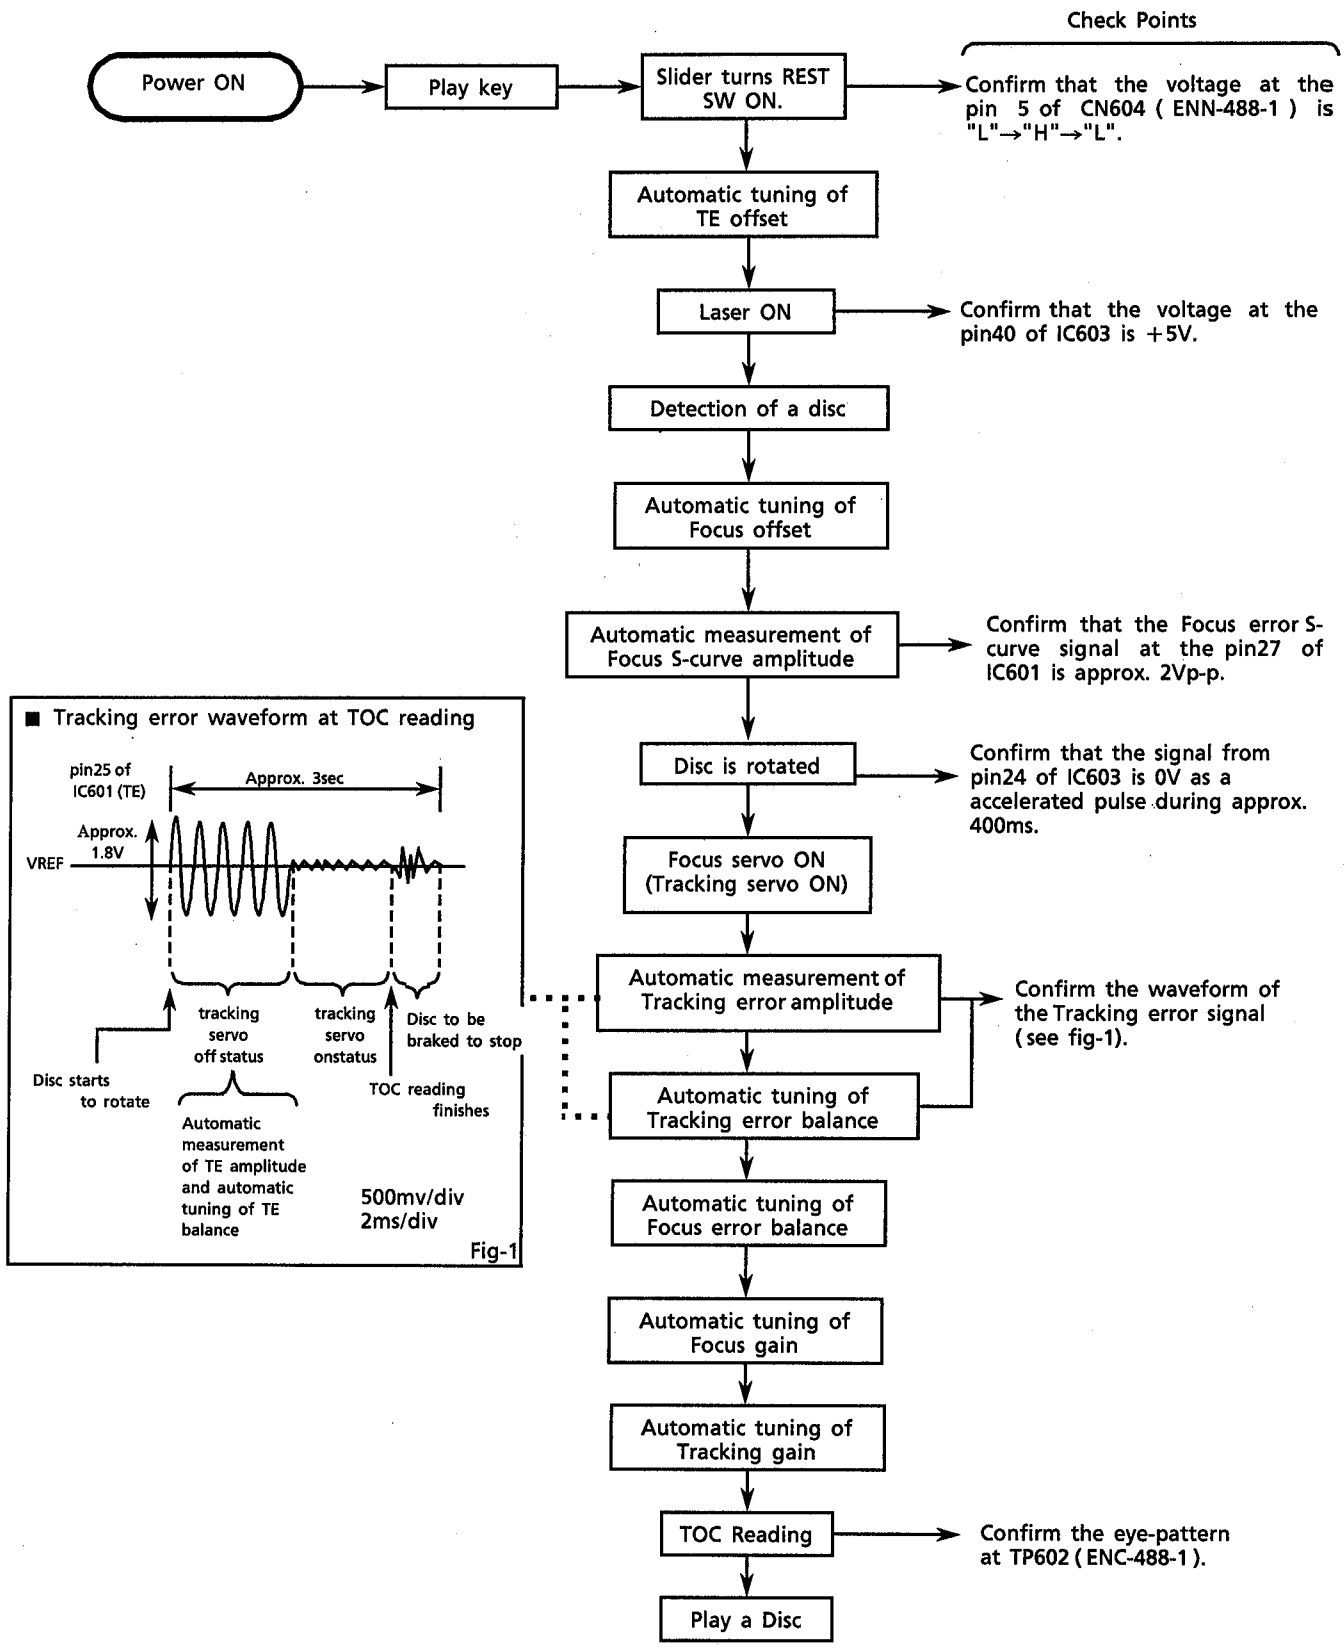 Check Points
Power ON
Play key
Slider turns REST
SW ON.
Confirm that the voltage at the
pin 5 of CN604 ( ENN-488-1 ) is
"L"→"H"→"L".
Automatic tuning of
TE offset
Laser ON
Confirm that the voltage at the
pin40 of IC603 is +5V.
Detection of a disc
Automatic tuning of
Focus offset
Automatic measurement of
Focus S-curve amplitude
Confirm that the Focus error S-
curve signal at the pin27 of
IC601 is approx. 2Vp-p.
Disc is rotated
Confirm that the signal from
pin24 of IC603 is 0V as a
accelerated pulse during approx.
400ms.
Focus servo ON
(Tracking servo ON)
Automatic measurement of
Tracking error amplitude
Confirm the waveform of
the Tracking error signal
( see fig-1).
Automatic tuning of
Tracking error balance
Automatic tuning of
Focus error balance
Automatic tuning of
Focus gain
Automatic tuning of
Tracking gain
TOC Reading
Confirm the eye-pattern
at TP602 ( ENC-488-1 ).
Play a Disc
■ Tracking error waveform at TOC reading
pin25 of
IC601 (TE)
Approx. 3sec
Approx.
1.8V
VREF
tracking
servo
off status
tracking
servo
onstatus
Disc to be
braked to stop
Disc starts
to rotate
TOC reading
finishes
Automatic
measurement
of TE amplitude
and automatic
tuning of TE
balance
500mv/div
2ms/div
Fig-1